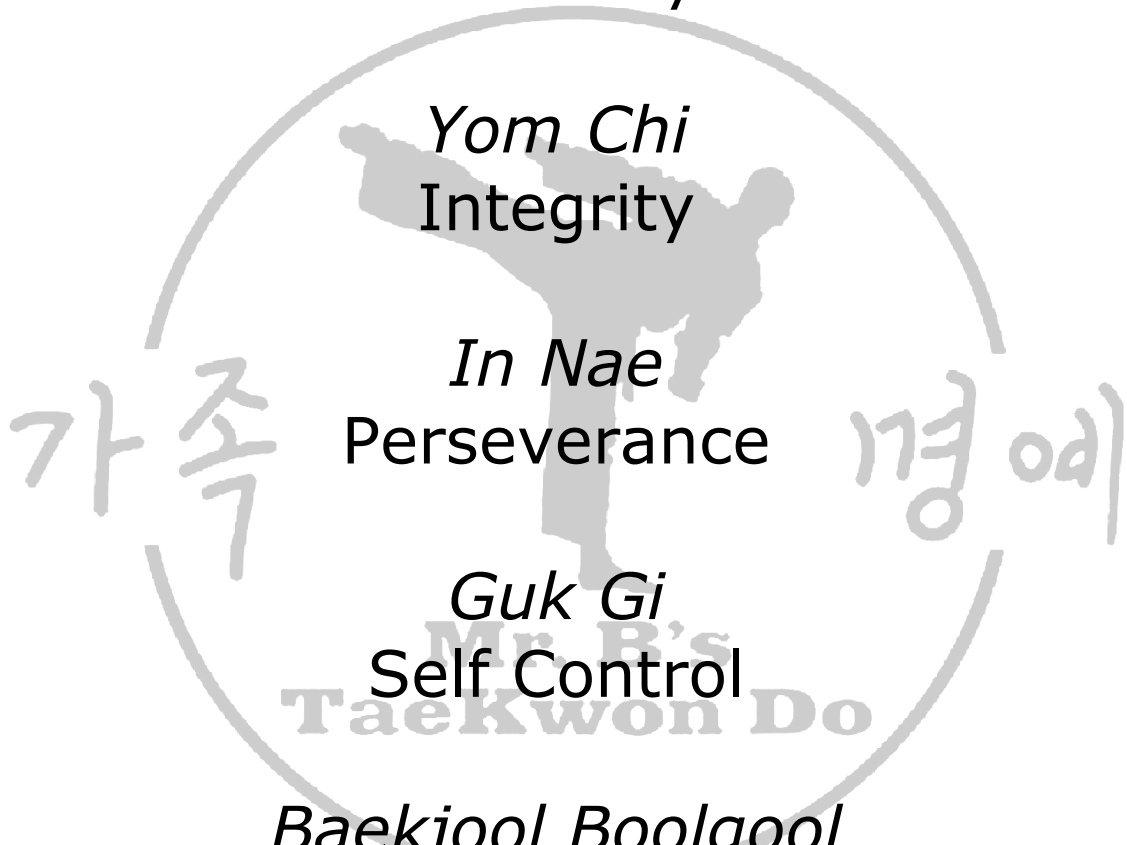 Yom Chi
Integrity
In Nae
Perseverance
가족
명예
Guk Gi
Mr. B's
Self Control
TaeKwon Do
Baekjool Boolgool